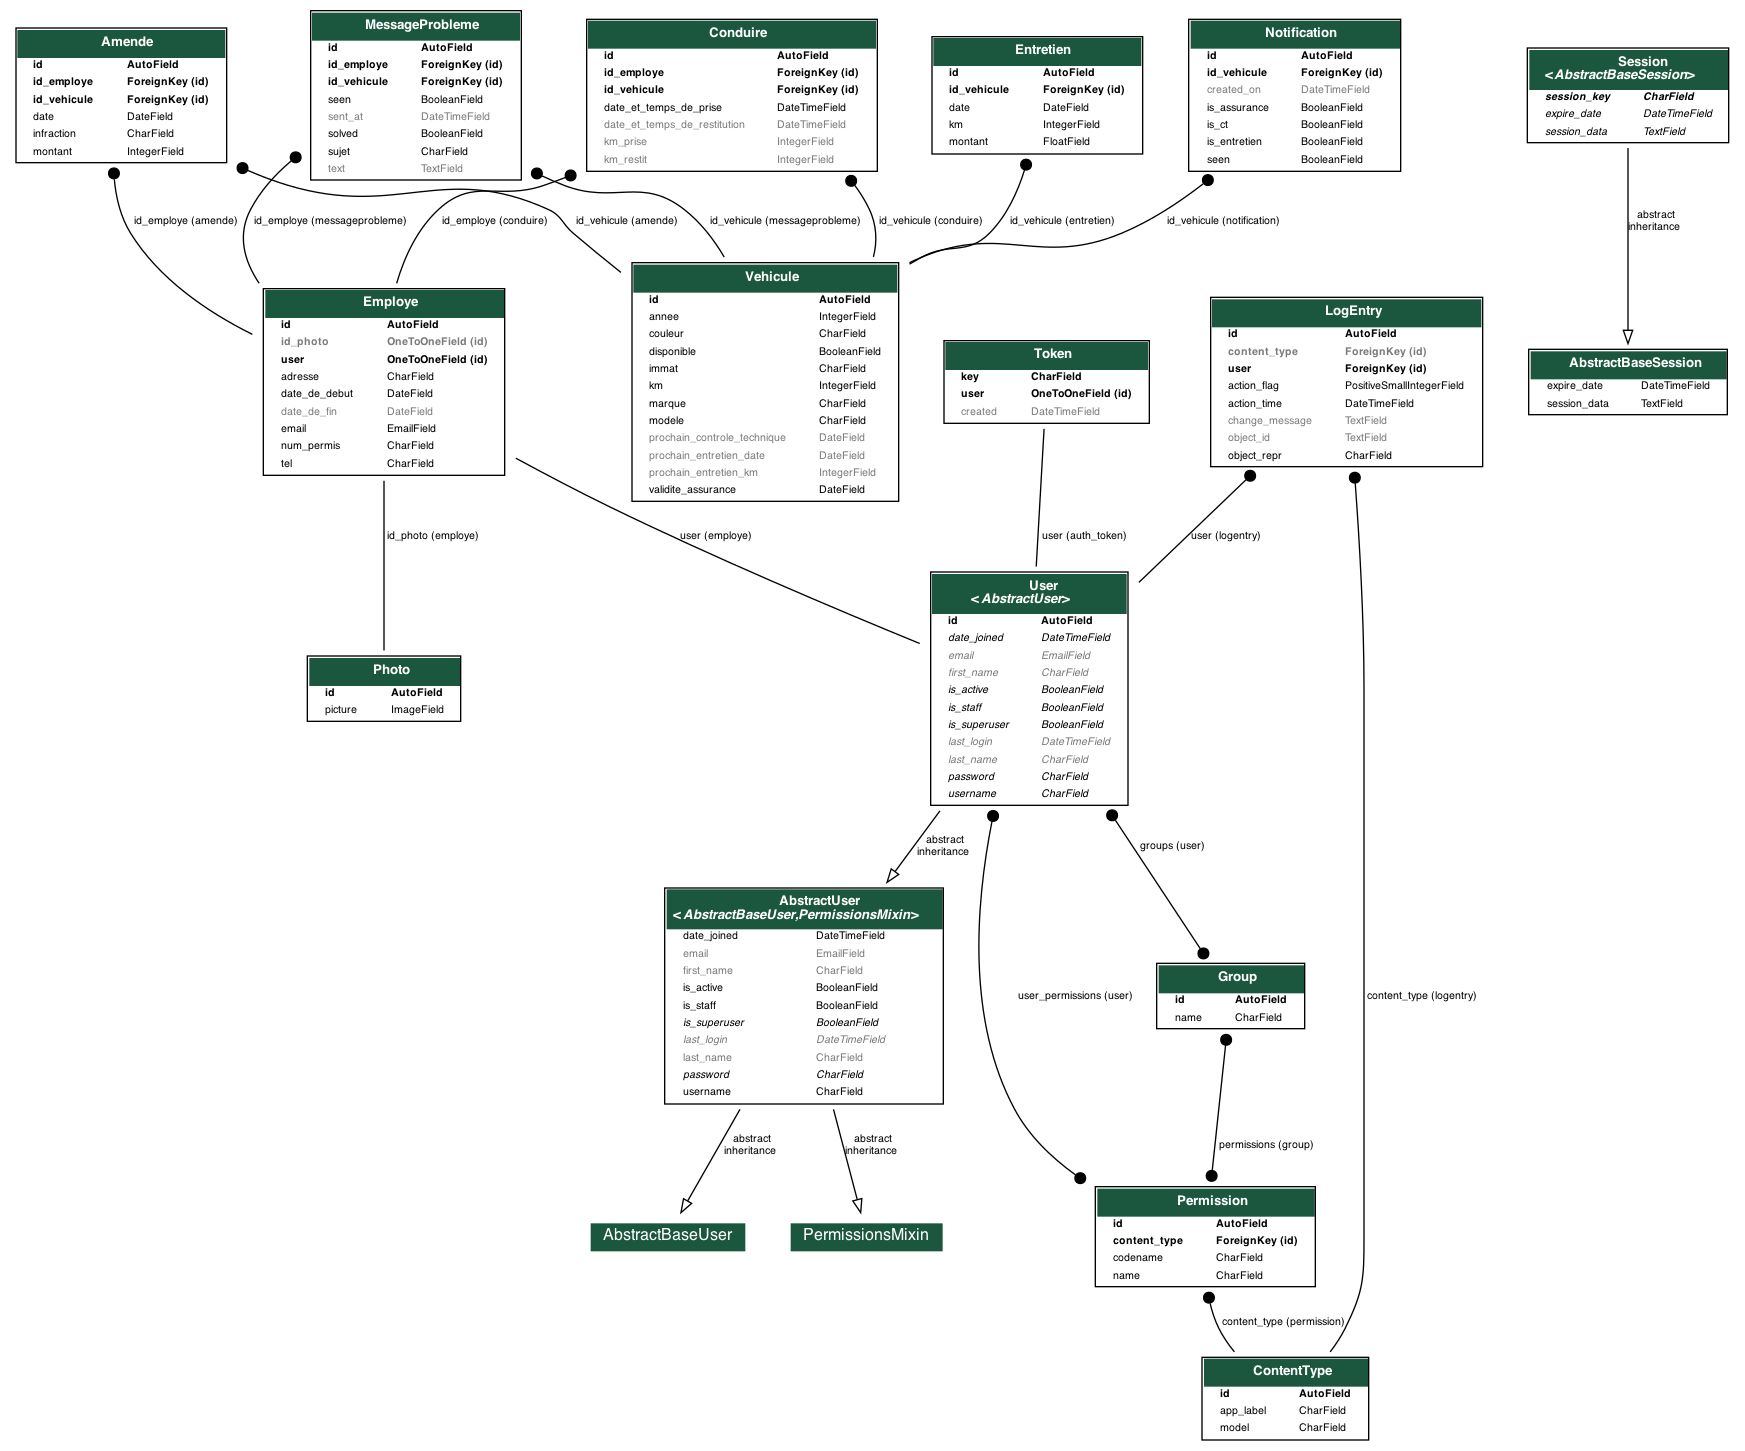 Amende
id AutoField
id_employe ForeignKey (id)
id_vehicule ForeignKey (id)
date DateField
infraction CharField
montant IntegerField
MessageProbleme
id AutoField
id_employe ForeignKey (id)
id_vehicule ForeignKey (id)
seen BooleanField
sent_at DateTimeField
solved BooleanField
sujet CharField
text TextField
Conduire
id AutoField
id_employe ForeignKey (id)
id_vehicule ForeignKey (id)
date_et_temps_de_prise DateTimeField
date_et_temps_de_restitution DateTimeField
km_prise IntegerField
km_restit IntegerField
Entretien
id AutoField
id_vehicule ForeignKey (id)
date DateField
km IntegerField
montant FloatField
Notification
id AutoField
id_vehicule ForeignKey (id)
created_on DateTimeField
is_assurance BooleanField
is_ct BooleanField
is_entretien BooleanField
seen BooleanField
Session
<AbstractBaseSession>
session_key CharField
expire_date DateTimeField
session_data TextField
id_employe (amende)
id_employe (messageprobleme)
id_employe (conduire)
id_vehicule (amende)
id_vehicule (messageprobleme)
id_vehicule (conduire)
id_vehicule (entretien)
id_vehicule (notification)
abstract
inheritance
Employe
id AutoField
id_photo OneToOneField (id)
user OneToOneField (id)
adresse CharField
date_de_debut DateField
date_de_fin DateField
email EmailField
num_permis CharField
tel CharField
Vehicule
id AutoField
annee IntegerField
couleur CharField
disponible BooleanField
immat CharField
km IntegerField
marque CharField
modele CharField
prochain_controle_technique DateField
prochain_entretien_date DateField
prochain_entretien_km IntegerField
validite_assurance DateField
Token
key CharField
user OneToOneField (id)
created DateTimeField
LogEntry
id AutoField
content_type ForeignKey (id)
user ForeignKey (id)
action_flag PositiveSmallIntegerField
action_time DateTimeField
change_message TextField
object_id TextField
object_repr CharField
AbstractBaseSession
expire_date DateTimeField
session_data TextField
id_photo (employe)
user (employe)
user (auth_token)
user (logentry)
Photo
id AutoField
picture ImageField
User
<AbstractUser>
id AutoField
date_joined DateTimeField
email EmailField
first_name CharField
is_active BooleanField
is_staff BooleanField
is_superuser BooleanField
last_login DateTimeField
last_name CharField
password CharField
username CharField
abstract
inheritance
groups (user)
AbstractUser
<AbstractBaseUser,PermissionsMixin>
date_joined DateTimeField
email EmailField
first_name CharField
is_active BooleanField
is_staff BooleanField
is_superuser BooleanField
last_login DateTimeField
last_name CharField
password CharField
username CharField
user_permissions (user)
Group
id AutoField
name CharField
content_type (logentry)
abstract
inheritance
abstract
inheritance
permissions (group)
AbstractBaseUser
PermissionsMixin
Permission
id AutoField
content_type ForeignKey (id)
codename CharField
name CharField
content_type (permission)
ContentType
id AutoField
app_label CharField
model CharField